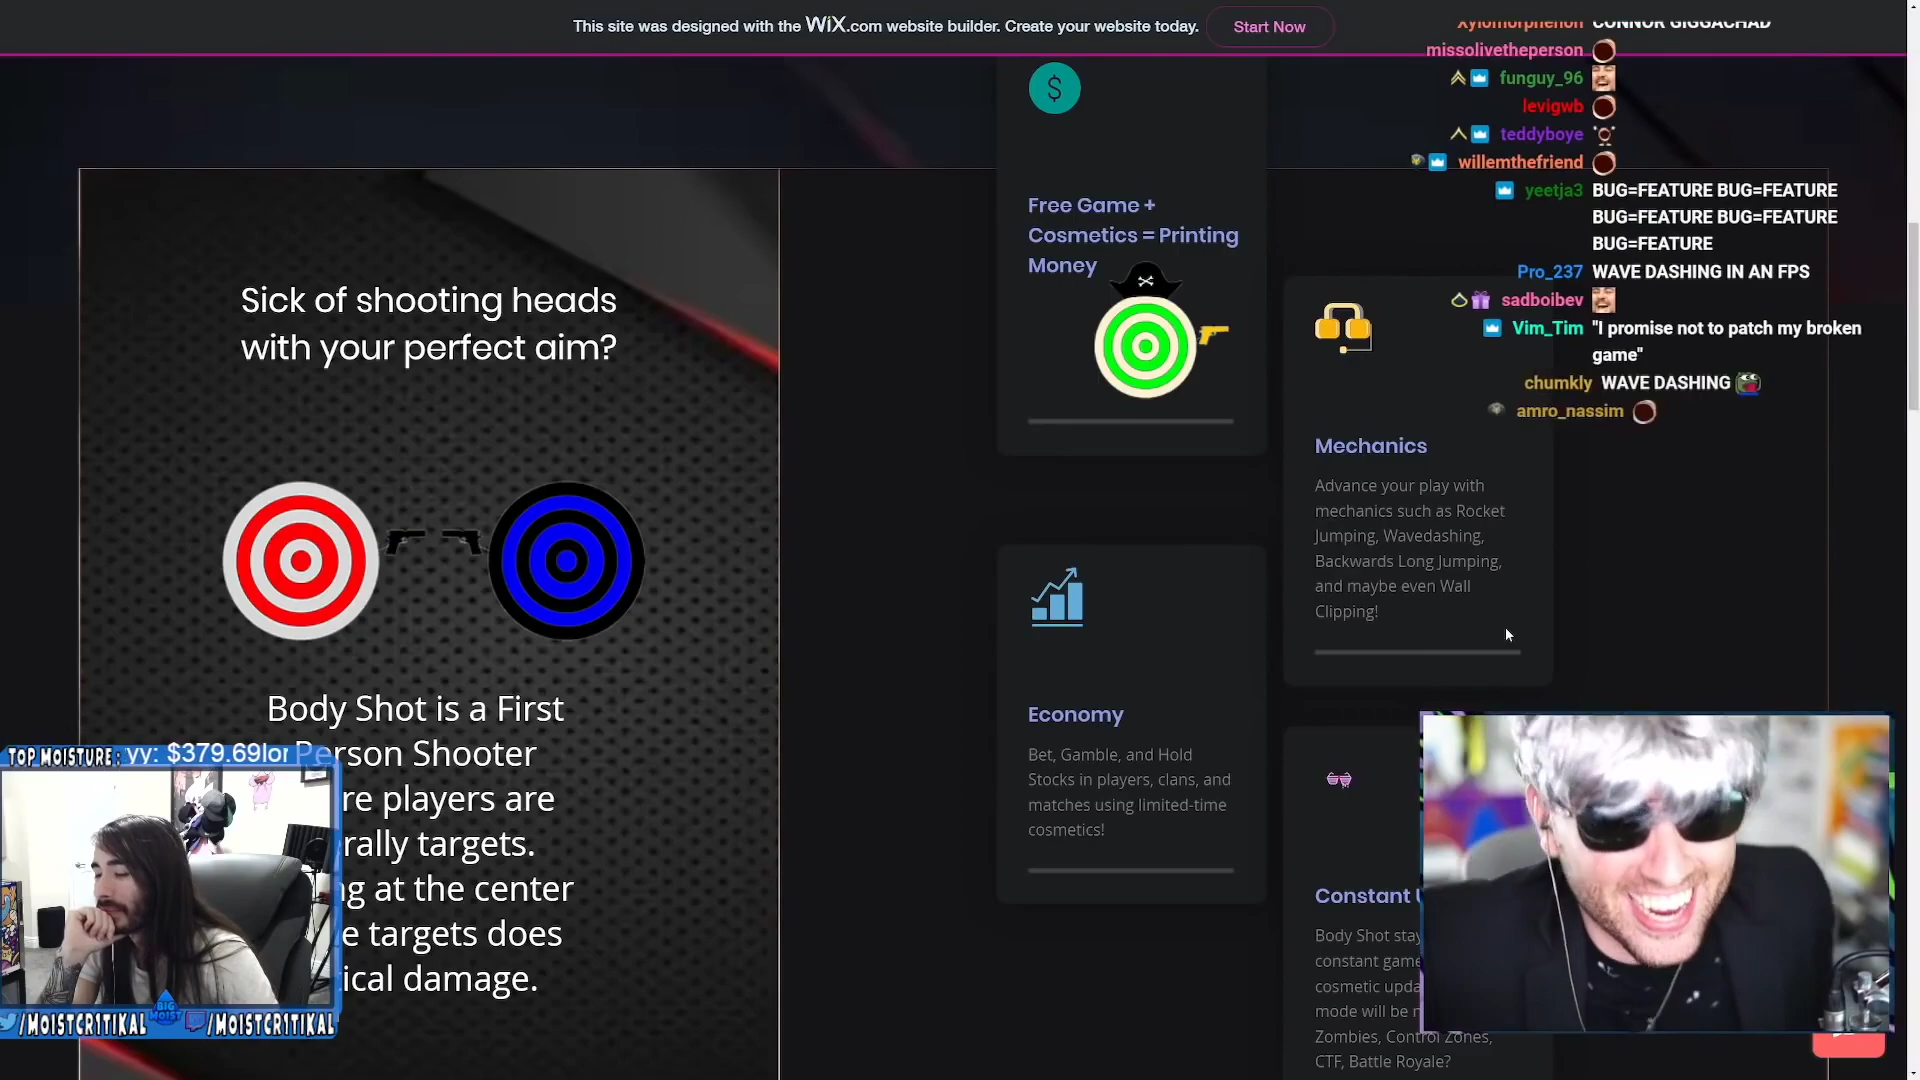 This site was designed with the WiX.com website builder. Create your website today.
Start Now
Xylomorphenon CONNOR GIGGACHAD
missolivetheperson
funguy_96
levigwb
teddyboye
willemthefriend
yeetja3 BUG=FEATURE BUG=FEATURE
BUG=FEATURE BUG=FEATURE
BUG=FEATURE
Pro_237 WAVE DASHING IN AN FPS
sadboibev
Vim_Tim "I promise not to patch my broken
game"
chumkly WAVE DASHING
amro_nassim
Sick of shooting heads
with your perfect aim?
Body Shot is a First
Person Shooter
re players are
rally targets.
ng at the center
e targets does
ical damage.
$
Free Game +
Cosmetics = Printing
Money
Mechanics
Advance your play with
mechanics such as Rocket
Jumping, Wavedashing,
Backwards Long Jumping,
and maybe even Wall
Clipping!
Economy
Bet, Gamble, and Hold
Stocks in players, clans, and
matches using limited-time
cosmetics!
Constant
Body Shot stay
constant game
cosmetic upda
mode will be
Zombies, Control Zones,
CTF, Battle Royale?
TOP MOISTURE : yy: $379.69lor
BIG
MOIST
/MOISTCR1TIKAL
/MOISTCR1TIKAL